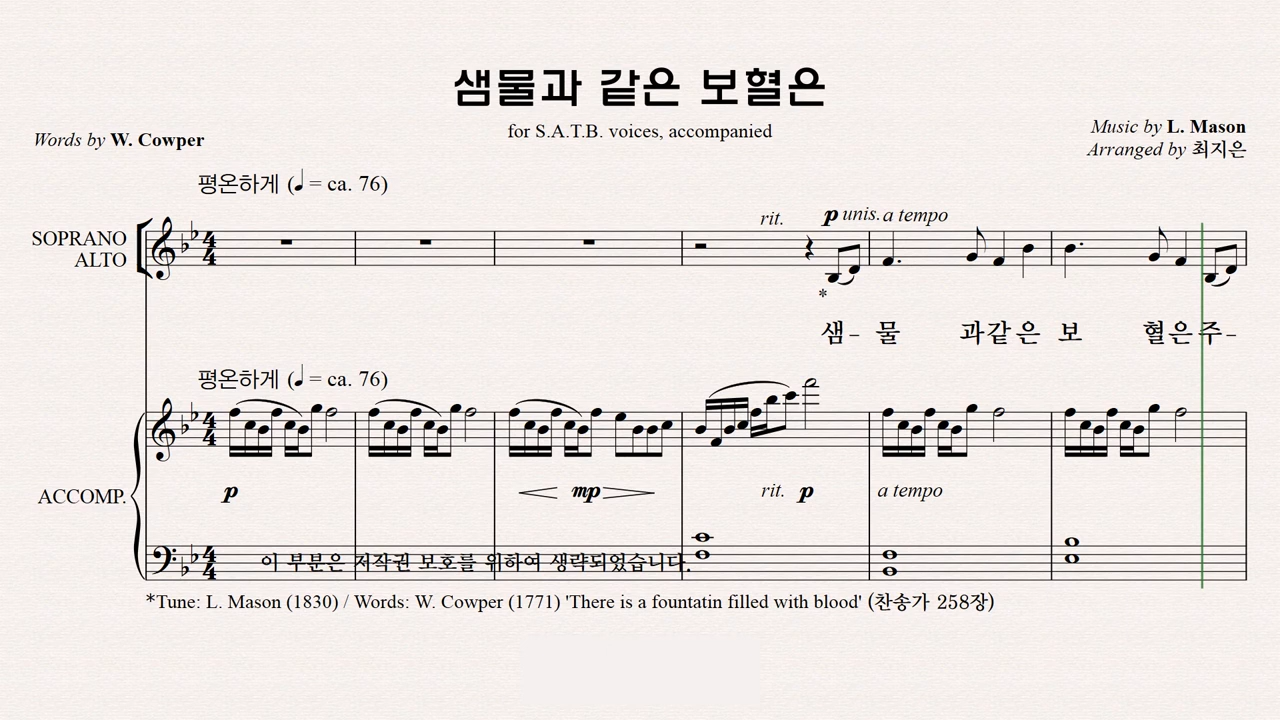 샘물과 같은 보혈은
for S.A.T.B. voices, accompanied
Words by W. Cowper
Music by L. Mason
Arranged by 최지은
평온하게 (♩ = ca. 76)
rit. p unis. a tempo
SOPRANO
ALTO
*
샘 - 물 과 같 은 보 혈 은 주 -
평온하게 (♩ = ca. 76)
ACCOMP.
p mp rit. p a tempo
이 부분은 저작권 보호를 위하여 생략되었습니다.
*Tune: L. Mason (1830) / Words: W. Cowper (1771) 'There is a fountatin filled with blood' (찬송가 258장)